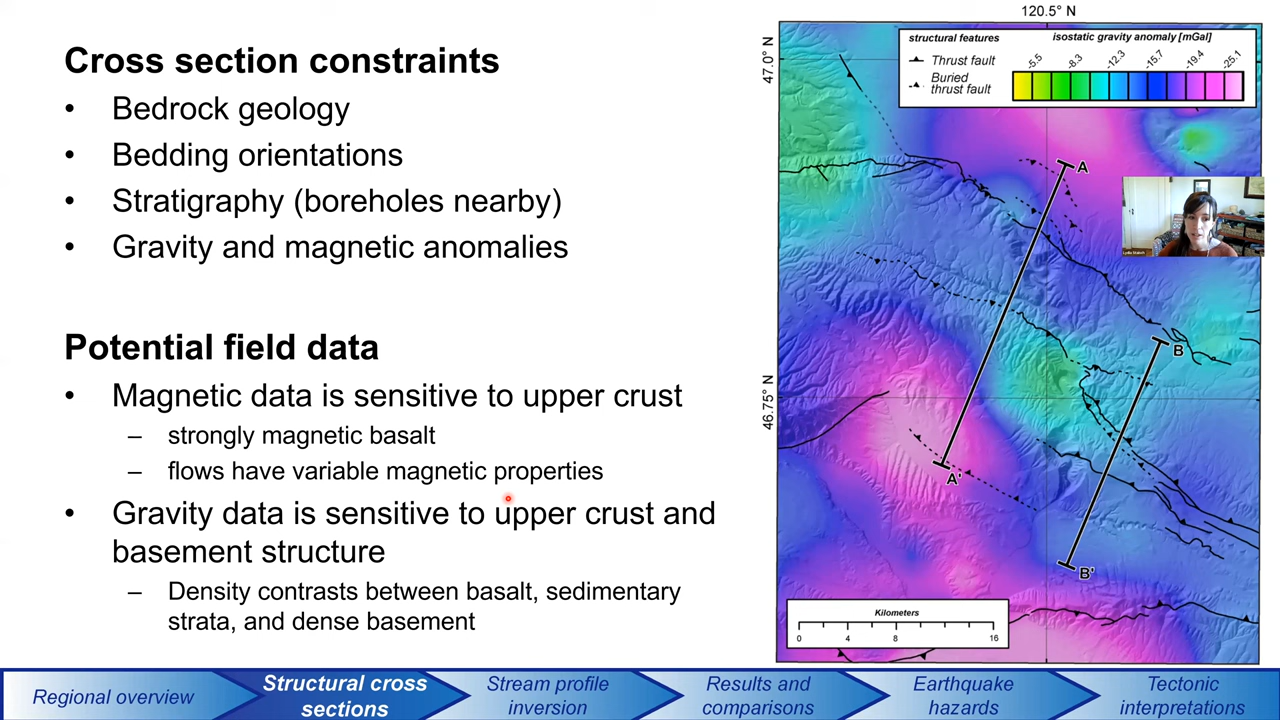 Cross section constraints
• Bedrock geology
• Bedding orientations
• Stratigraphy (boreholes nearby)
• Gravity and magnetic anomalies
Potential field data
• Magnetic data is sensitive to upper crust
– strongly magnetic basalt
– flows have variable magnetic properties
• Gravity data is sensitive to upper crust and
basement structure
– Density contrasts between basalt, sedimentary
strata, and dense basement
120.5° N
47.0° N
46.75° N
structural features
Thrust fault
Buried
thrust fault
isostatic gravity anomaly [mGal]
-5.5 -8.3 -12.3 -15.7 -19.4 -25.1
A
B
A'
B'
Kilometers
0 4 8 16
Regional overview
Structural cross
sections
Stream profile
inversion
Results and
comparisons
Earthquake
hazards
Tectonic
interpretations